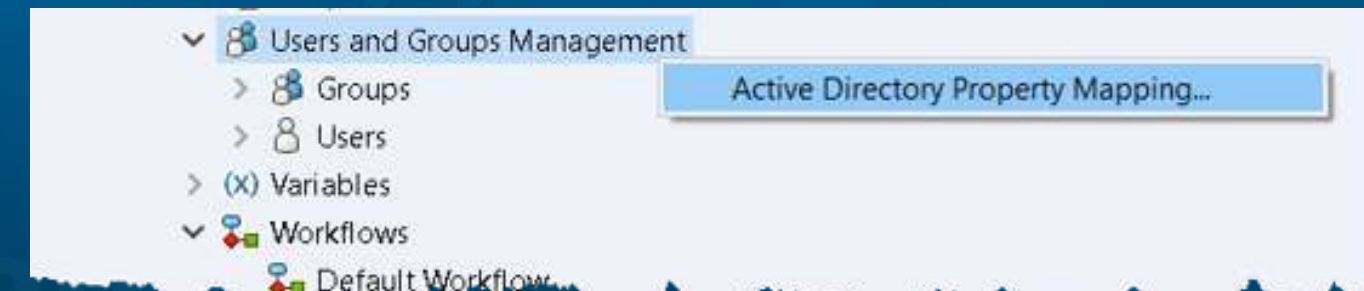 Users and Groups Management
Active Directory Property Mapping...
Groups
Users
(x) Variables
Workflows
Default Workflow